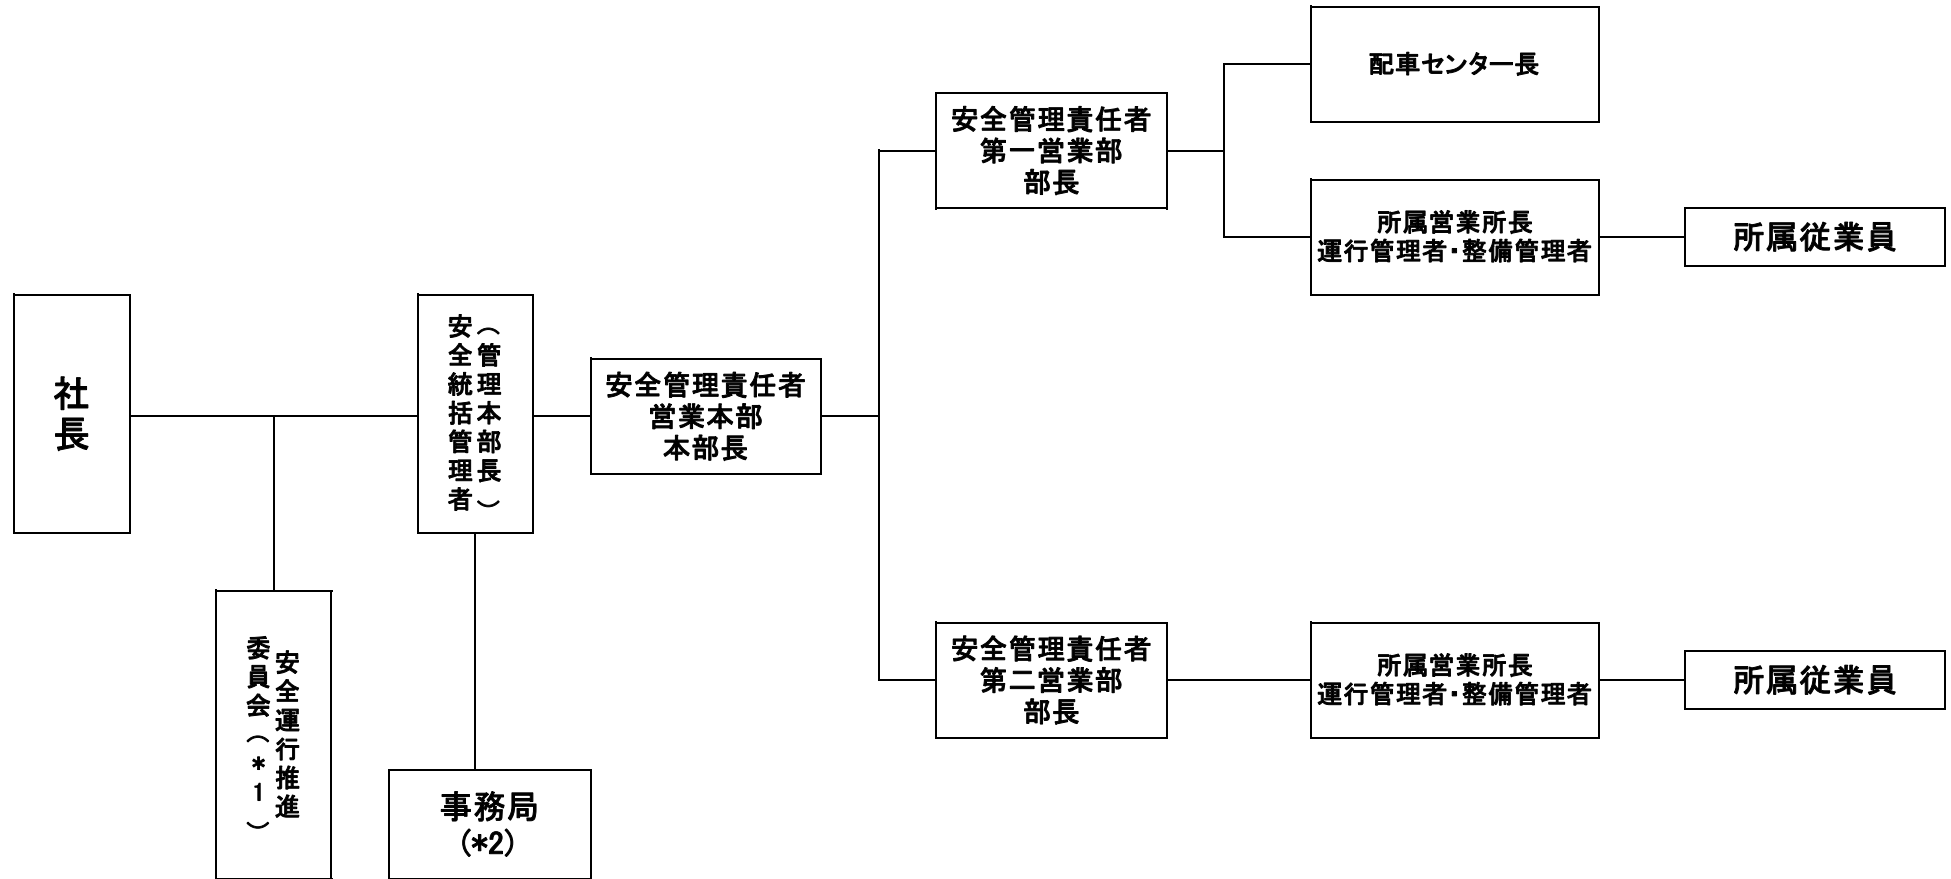 社長
安全運行推進
委員会（*1）
安全統括管理者
（管理本部長）
事務局
(*2)
安全管理責任者
営業本部
本部長
安全管理責任者
第一営業部
部長
配車センター長
所属営業所長
運行管理者・整備管理者
所属従業員
安全管理責任者
第二営業部
部長
所属営業所長
運行管理者・整備管理者
所属従業員